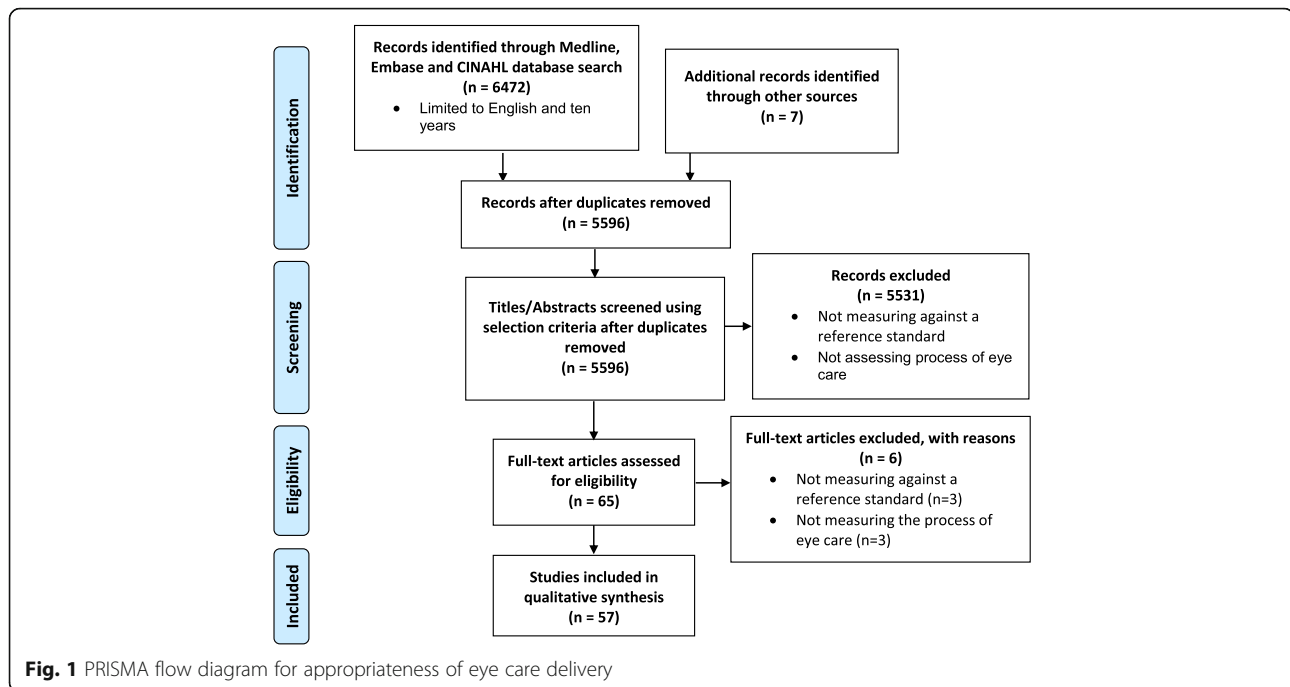 Identification
Records identified through Medline,
Embase and CINAHL database search
(n = 6472)
• Limited to English and ten
years
Additional records identified
through other sources
(n = 7)
Records after duplicates removed
(n = 5596)
Screening
Titles/Abstracts screened using
selection criteria after duplicates
removed
(n = 5596)
Records excluded
(n = 5531)
• Not measuring against a
reference standard
• Not assessing process of eye
care
Eligibility
Full-text articles assessed
for eligibility
(n = 65)
Full-text articles excluded, with reasons
(n = 6)
• Not measuring against a
reference standard (n=3)
• Not measuring the process of
eye care (n=3)
Included
Studies included in
qualitative synthesis
(n = 57)
Fig. 1 PRISMA flow diagram for appropriateness of eye care delivery